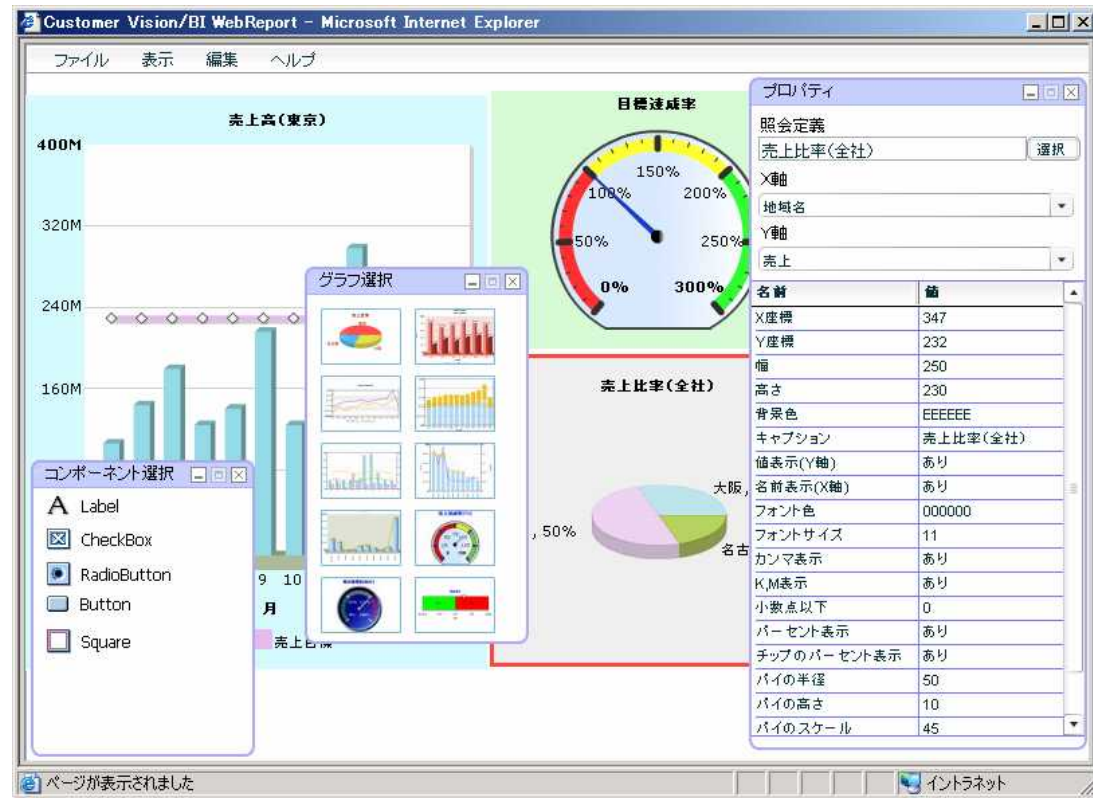 Customer Vision/BI WebReport - Microsoft Internet Explorer
ファイル 表示 編集 ヘルプ
売上高(東京)
400M
320M
240M
160M
9 10
月
目標達成率
0%
50%
100%
150%
200%
250%
300%
売上比率(全社)
大阪,
, 50%
名古
グラフ選択
コンポーネント選択
A Label
CheckBox
RadioButton
Button
Square
プロパティ
照会定義
売上比率(全社) 選択
X軸
地域名
Y軸
売上
名前 値
X座標 347
Y座標 232
幅 250
高さ 230
背景色 EEEEEE
キャプション 売上比率(全社)
値表示(Y軸) あり
名前表示(X軸) あり
フォント色 000000
フォントサイズ 11
カンマ表示 あり
K,M表示 あり
小数点以下 0
パーセント表示 あり
チップのパーセント表示 あり
パイの半径 50
パイの高さ 10
パイのスケール 45
ページが表示されました
イントラネット